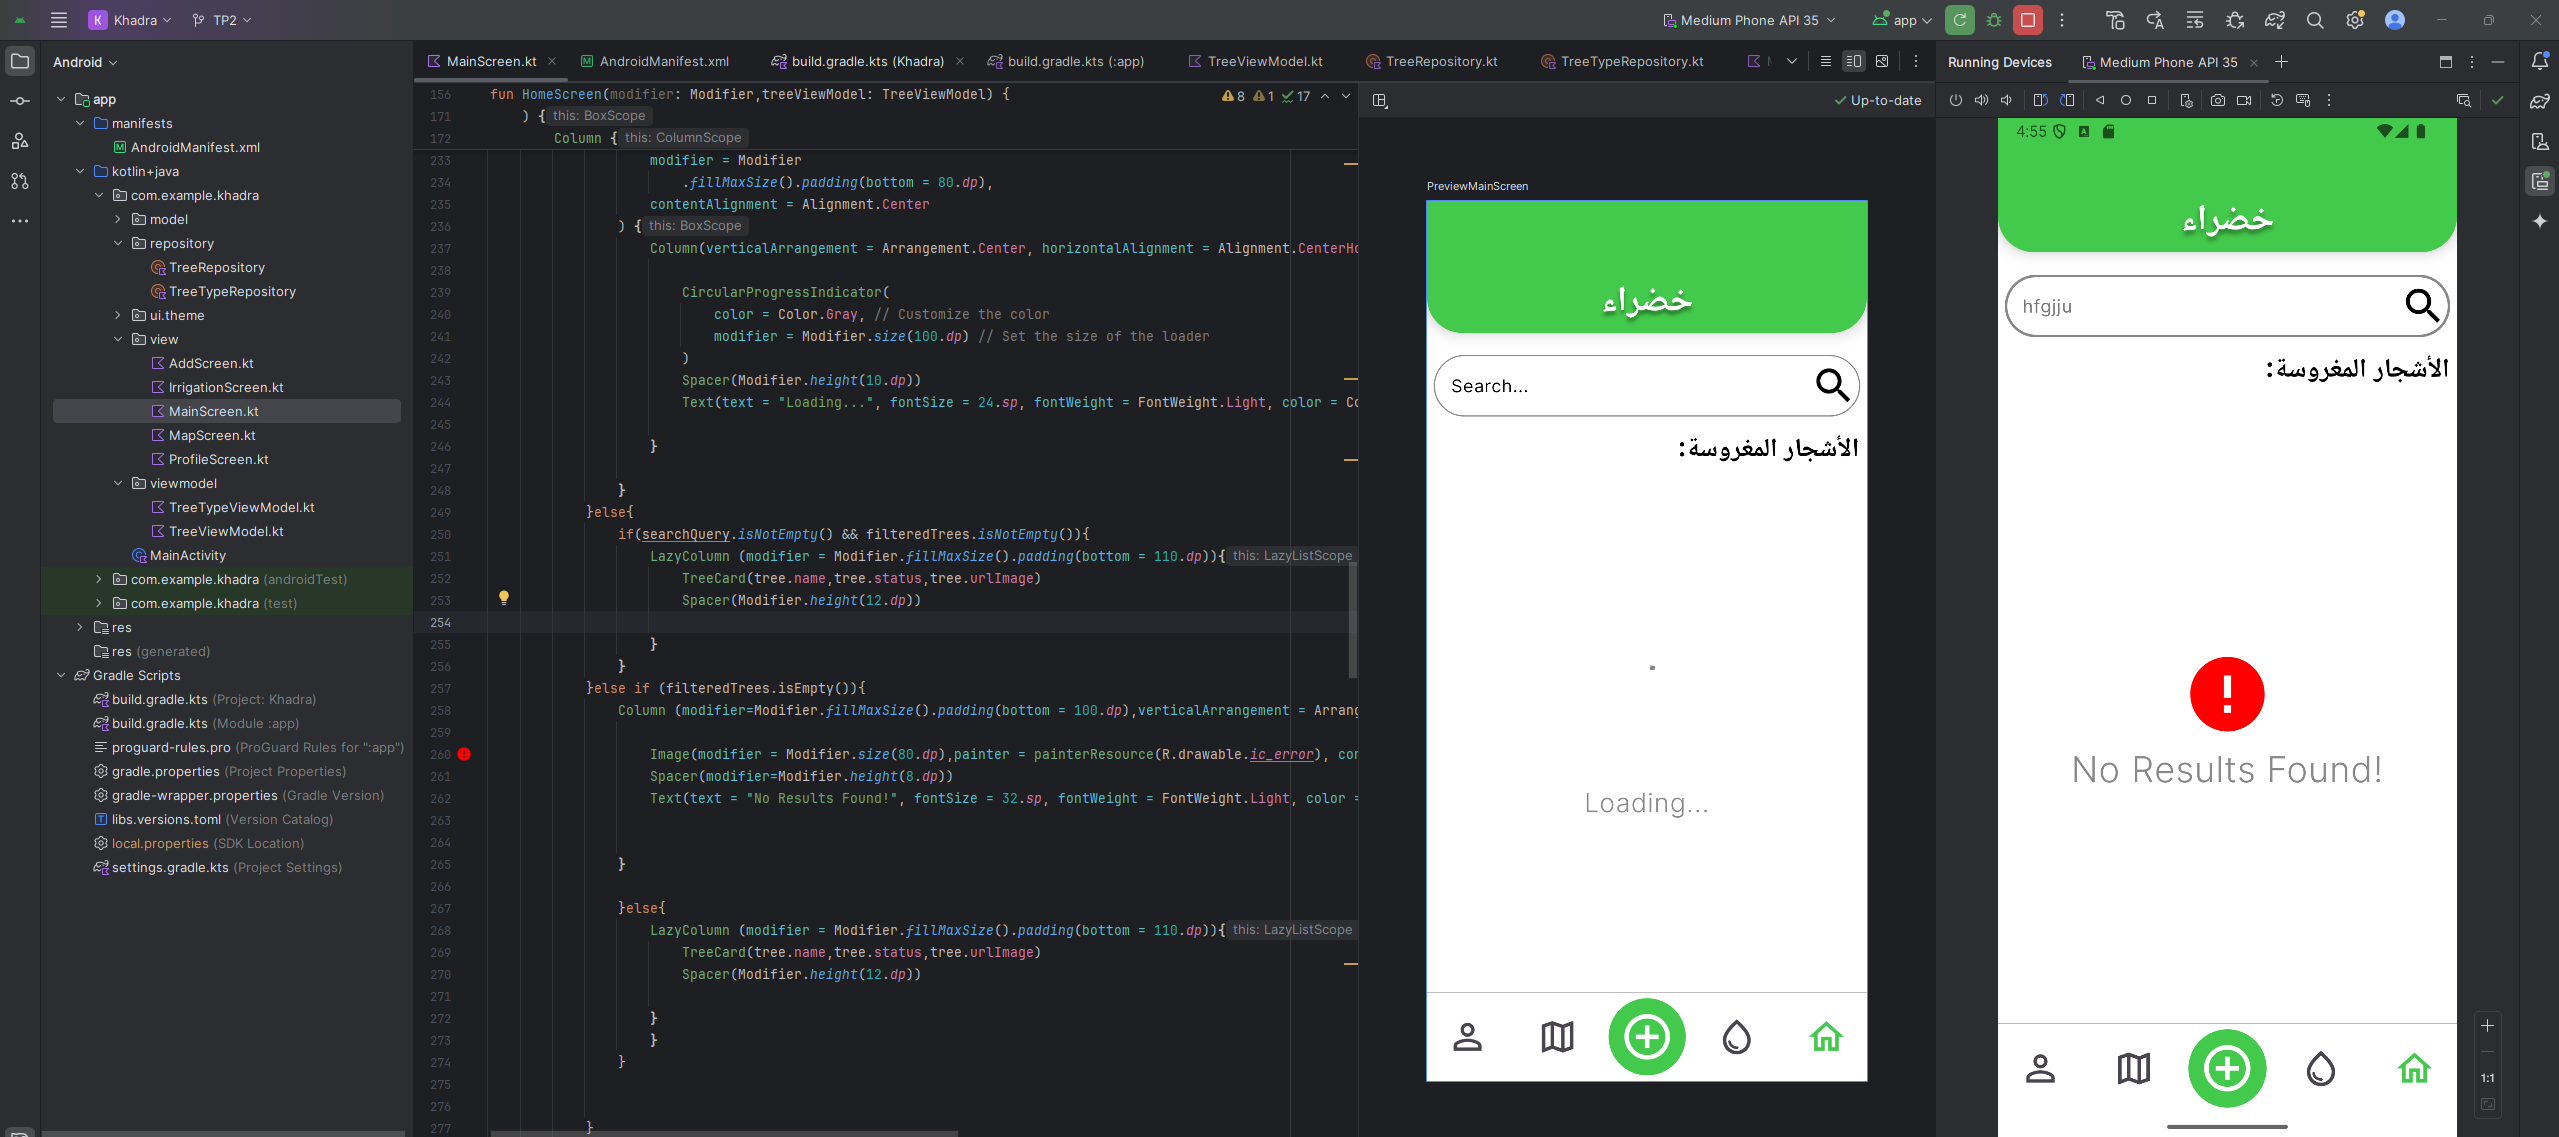 Khadra
TP2
Medium Phone API 35
app
Android
app
manifests
AndroidManifest.xml
kotlin+java
com.example.khadra
model
repository
TreeRepository
TreeTypeRepository
ui.theme
view
AddScreen.kt
IrrigationScreen.kt
MainScreen.kt
MapScreen.kt
ProfileScreen.kt
viewmodel
TreeTypeViewModel.kt
TreeViewModel.kt
MainActivity
com.example.khadra (androidTest)
com.example.khadra (test)
res
res (generated)
Gradle Scripts
build.gradle.kts (Project: Khadra)
build.gradle.kts (Module :app)
proguard-rules.pro (ProGuard Rules for ":app")
gradle.properties (Project Properties)
gradle-wrapper.properties (Gradle Version)
libs.versions.toml (Version Catalog)
local.properties (SDK Location)
settings.gradle.kts (Project Settings)
MainScreen.kt
AndroidManifest.xml
build.gradle.kts (Khadra)
build.gradle.kts (:app)
TreeViewModel.kt
TreeRepository.kt
TreeTypeRepository.kt
8 1 17
156 fun HomeScreen(modifier: Modifier,treeViewModel: TreeViewModel) {
171 ) { this: BoxScope
172 Column { this: ColumnScope
233 modifier = Modifier
234 .fillMaxSize().padding(bottom = 80.dp),
235 contentAlignment = Alignment.Center
236 ) { this: BoxScope
237 Column(verticalArrangement = Arrangement.Center, horizontalAlignment = Alignment.CenterHo
238
239 CircularProgressIndicator(
240 color = Color.Gray, // Customize the color
241 modifier = Modifier.size(100.dp) // Set the size of the loader
242 )
243 Spacer(Modifier.height(10.dp))
244 Text(text = "Loading...", fontSize = 24.sp, fontWeight = FontWeight.Light, color = Co
245
246 }
247
248 }
249 }else{
250 if(searchQuery.isNotEmpty() && filteredTrees.isNotEmpty()){
251 LazyColumn (modifier = Modifier.fillMaxSize().padding(bottom = 110.dp)){ this: LazyListScope
252 TreeCard(tree.name,tree.status,tree.urlImage)
253 Spacer(Modifier.height(12.dp))
254
255 }
256 }
257 }else if (filteredTrees.isEmpty()){
258 Column (modifier=Modifier.fillMaxSize().padding(bottom = 100.dp),verticalArrangement = Arran
259
260 Image(modifier = Modifier.size(80.dp),painter = painterResource(R.drawable.ic_error), con
261 Spacer(modifier=Modifier.height(8.dp))
262 Text(text = "No Results Found!", fontSize = 32.sp, fontWeight = FontWeight.Light, color =
263
264
265 }
266
267 }else{
268 LazyColumn (modifier = Modifier.fillMaxSize().padding(bottom = 110.dp)){ this: LazyListScope
269 TreeCard(tree.name,tree.status,tree.urlImage)
270 Spacer(Modifier.height(12.dp))
271
272 }
273 }
274 }
275
276
277 }
Up-to-date
PreviewMainScreen
خضراء
Search...
الأشجار المغروسة:
Loading...
Running Devices
Medium Phone API 35
4:55
خضراء
hfgjju
الأشجار المغروسة:
No Results Found!
1:1